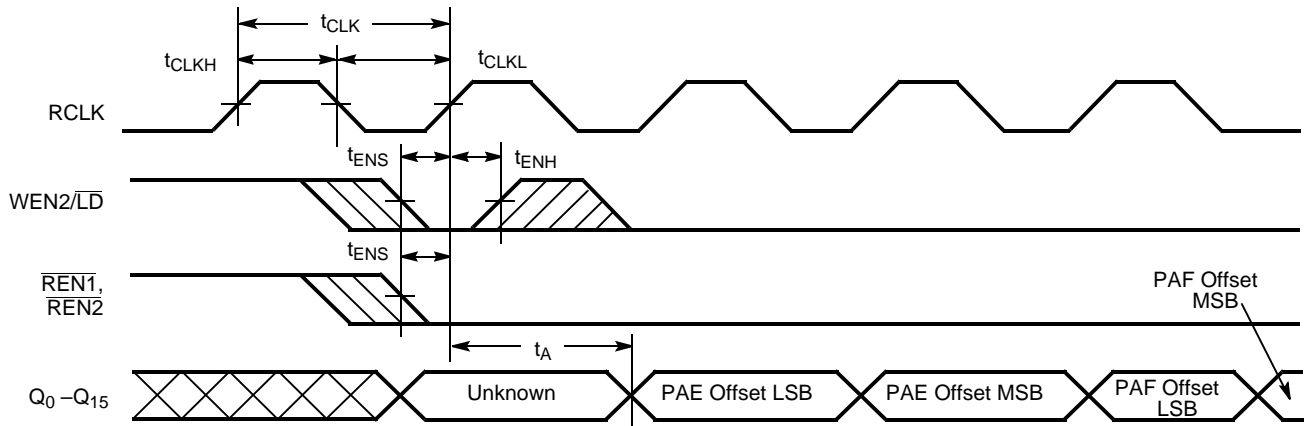 tCLK
tCLKH
tCLKL
RCLK
tENS
tENH
WEN2/LD
tENS
REN1,
REN2
PAF Offset
MSB
tA
Q0 –Q15
Unknown
PAE Offset LSB
PAE Offset MSB
PAF Offset
LSB